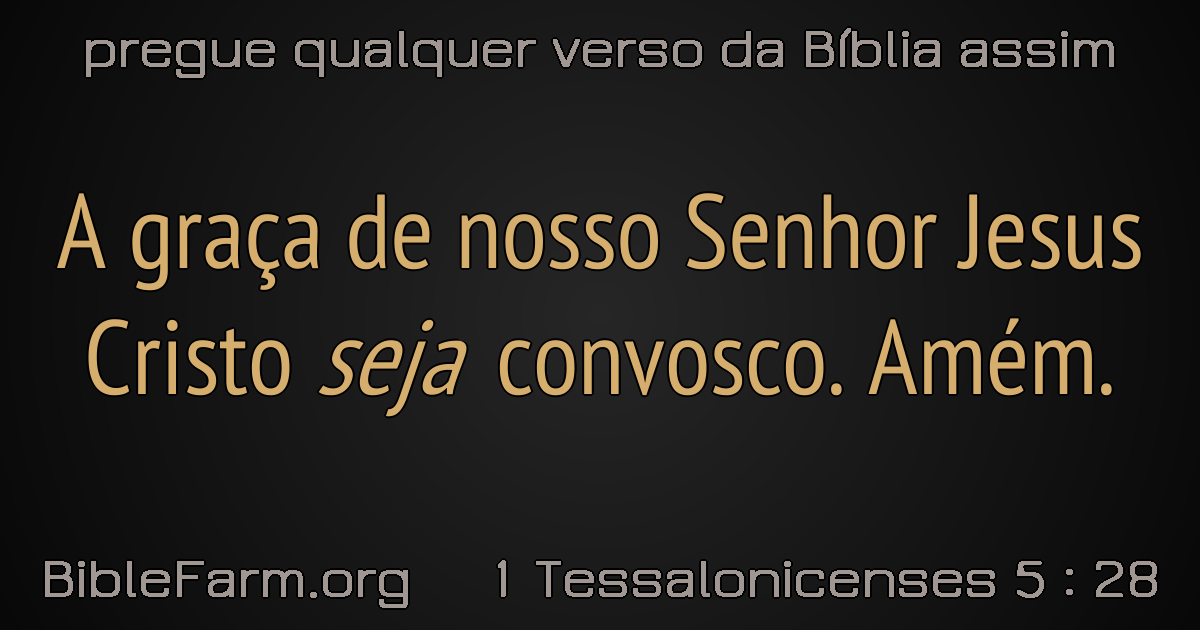 pregue qualquer verso da Bíblia assim
A graça de nosso Senhor Jesus
Cristo seja convosco. Amém.
BibleFarm.org 1 Tessalonicenses 5 : 28